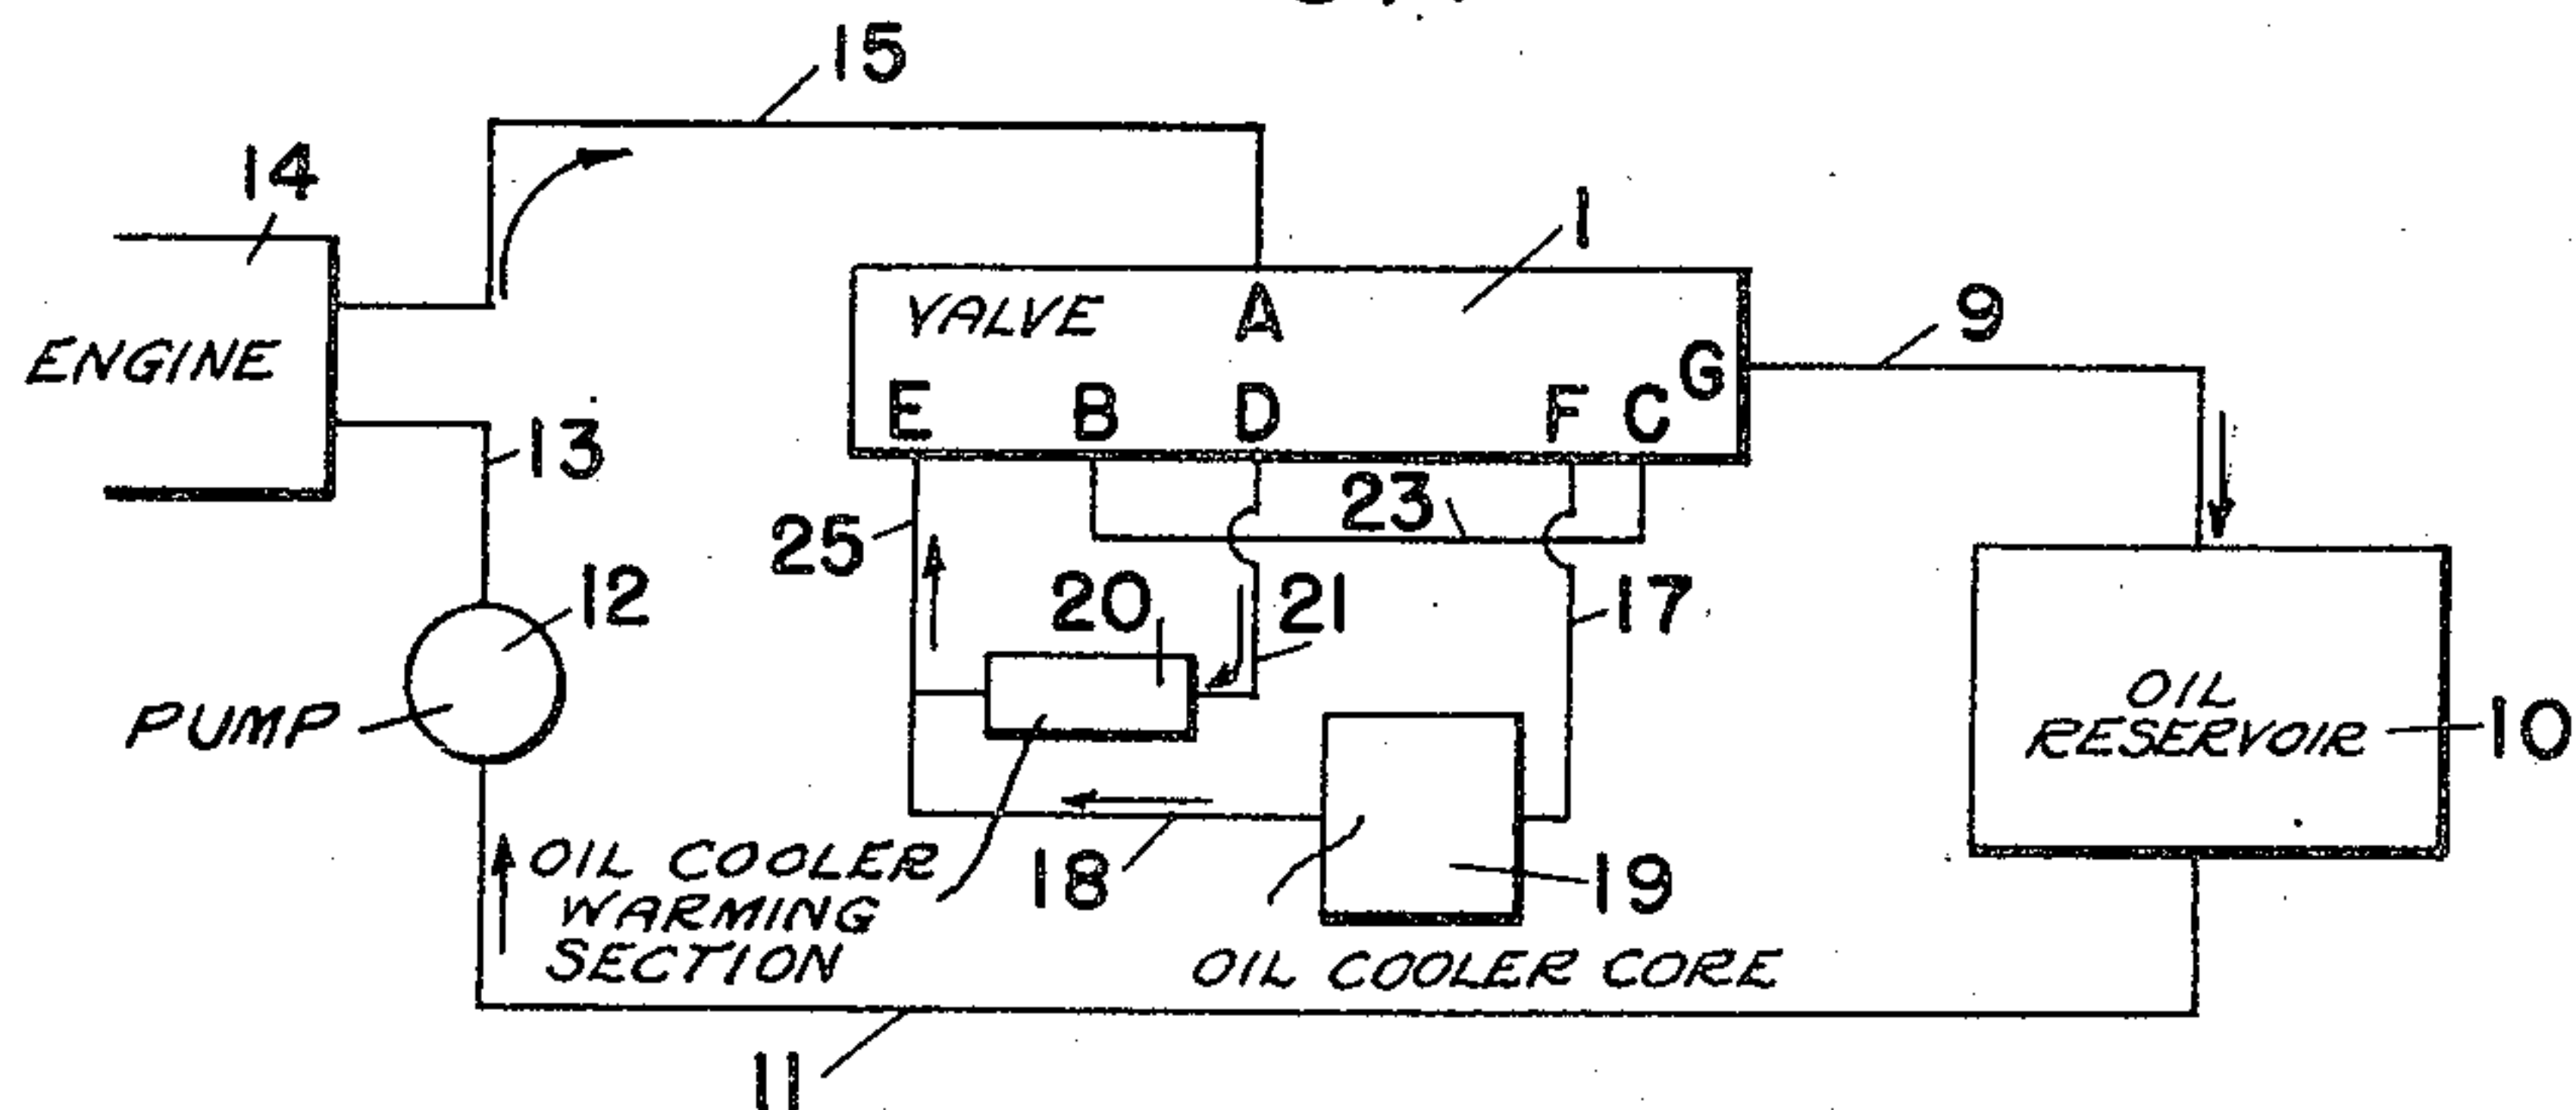 15
14
1
VALVE
A
9
ENGINE
G
E
B
D
F
C
13
23
25
12
20
21
17
PUMP
OIL
RESERVOIR
10
OIL COOLER
WARMING
SECTION
18
19
OIL COOLER CORE
11